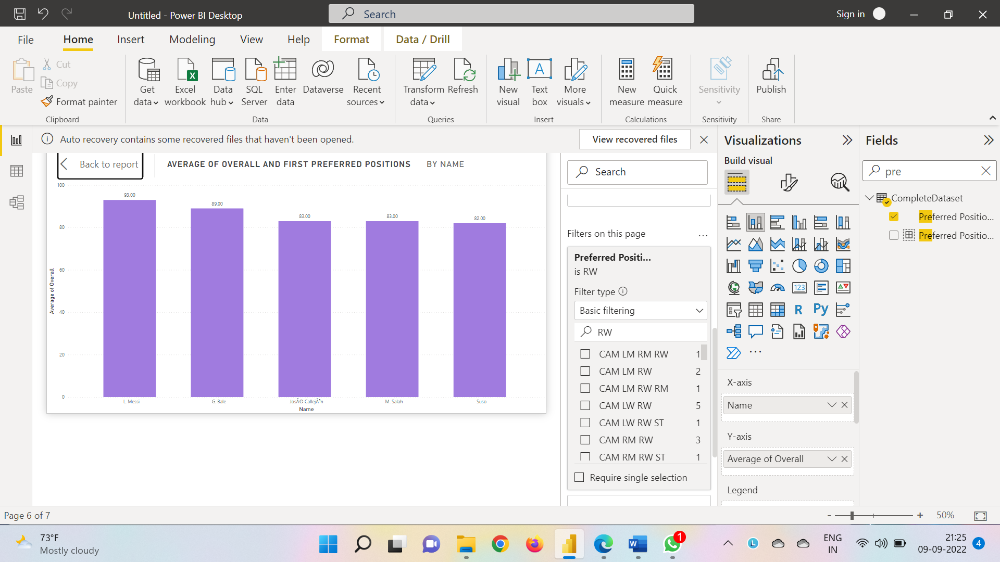 Untitled - Power BI Desktop
Search
Sign in
File
Home
Insert
Modeling
View
Help
Format
Data / Drill
Paste
Cut
Copy
Format painter
Clipboard
Get data
Excel workbook
Data hub
SQL Server
Enter data
Dataverse
Recent sources
Data
Transform data
Refresh
Queries
New visual
Text box
More visuals
Insert
New measure
Quick measure
Calculations
Sensitivity
Sensitivity
Publish
Share
Auto recovery contains some recovered files that haven't been opened.
View recovered files
Back to report
AVERAGE OF OVERALL AND FIRST PREFERRED POSITIONS
BY NAME
100
80
60
40
20
0
Average of Overall
93.00
89.00
83.00
83.00
82.00
L. Messi
G. Bale
JosÃ© CallejÃ³n
M. Salah
Suso
Name
Search
Filters on this page
...
Preferred Positi...
is RW
Filter type
Basic filtering
RW
CAM LM RM RW 1
CAM LM RW 2
CAM LM RW RM 1
CAM LW RW 5
CAM LW RW ST 1
CAM RM RW 3
CAM RM RW ST 1
Require single selection
Visualizations
Build visual
123
R
Py
...
X-axis
Name
Y-axis
Average of Overall
Legend
Fields
pre
CompleteDataset
Preferred Positio...
Preferred Positio...
Page 6 of 7
- + 50%
73°F
Mostly cloudy
1
L
ENG
IN
21:25
09-09-2022
4